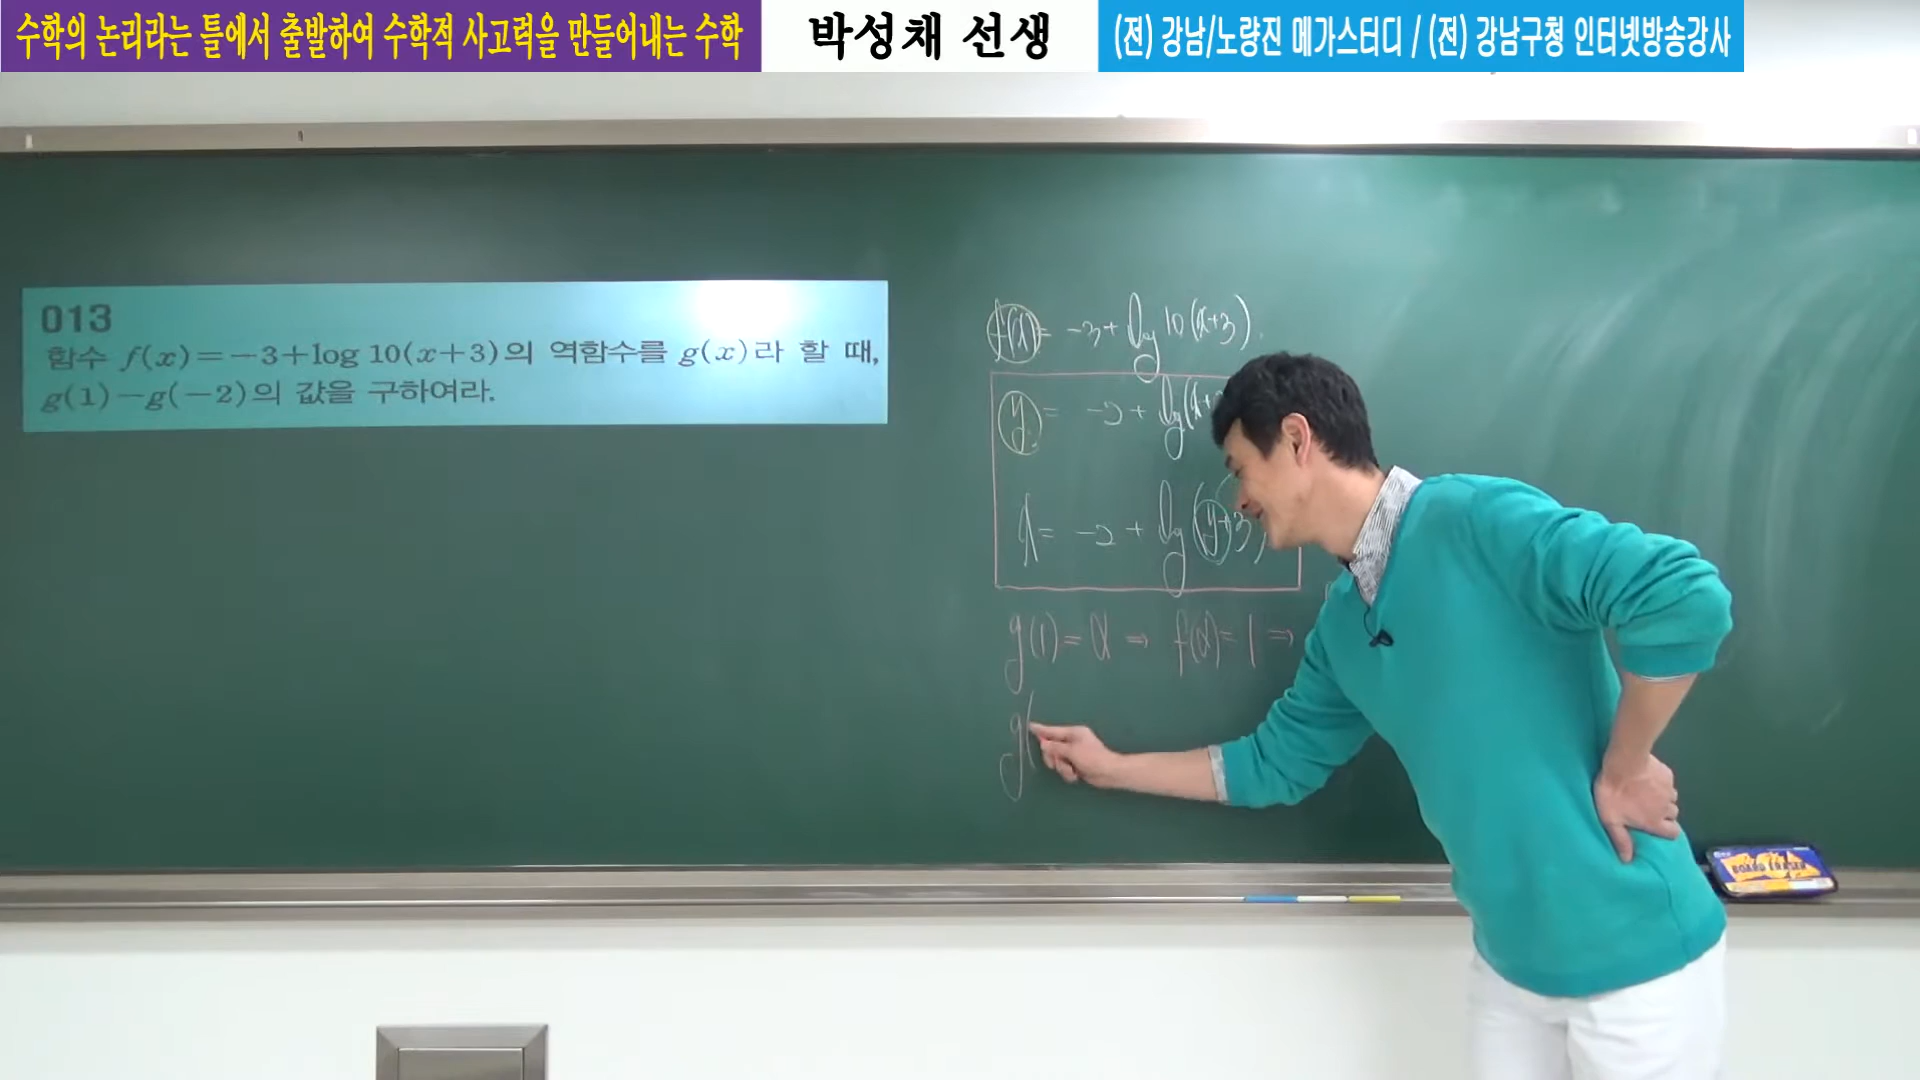 수학의 논리라는 틀에서 출발하여 수학적 사고력을 만들어내는 수학
박성채 선생
(전) 강남/노량진 메가스터디 / (전) 강남구청 인터넷방송강사
013
함수 f(x)=-3+log 10(x+3)의 역함수를 g(x)라 할 때,
g(1)-g(-2)의 값을 구하여라.
f(x)= -3+log 10(x+3).
y= -2+log(x+
x= -2+log(y+3)
g(1)=α → f(α)=1 ⇒
g(
BOARD ERASER